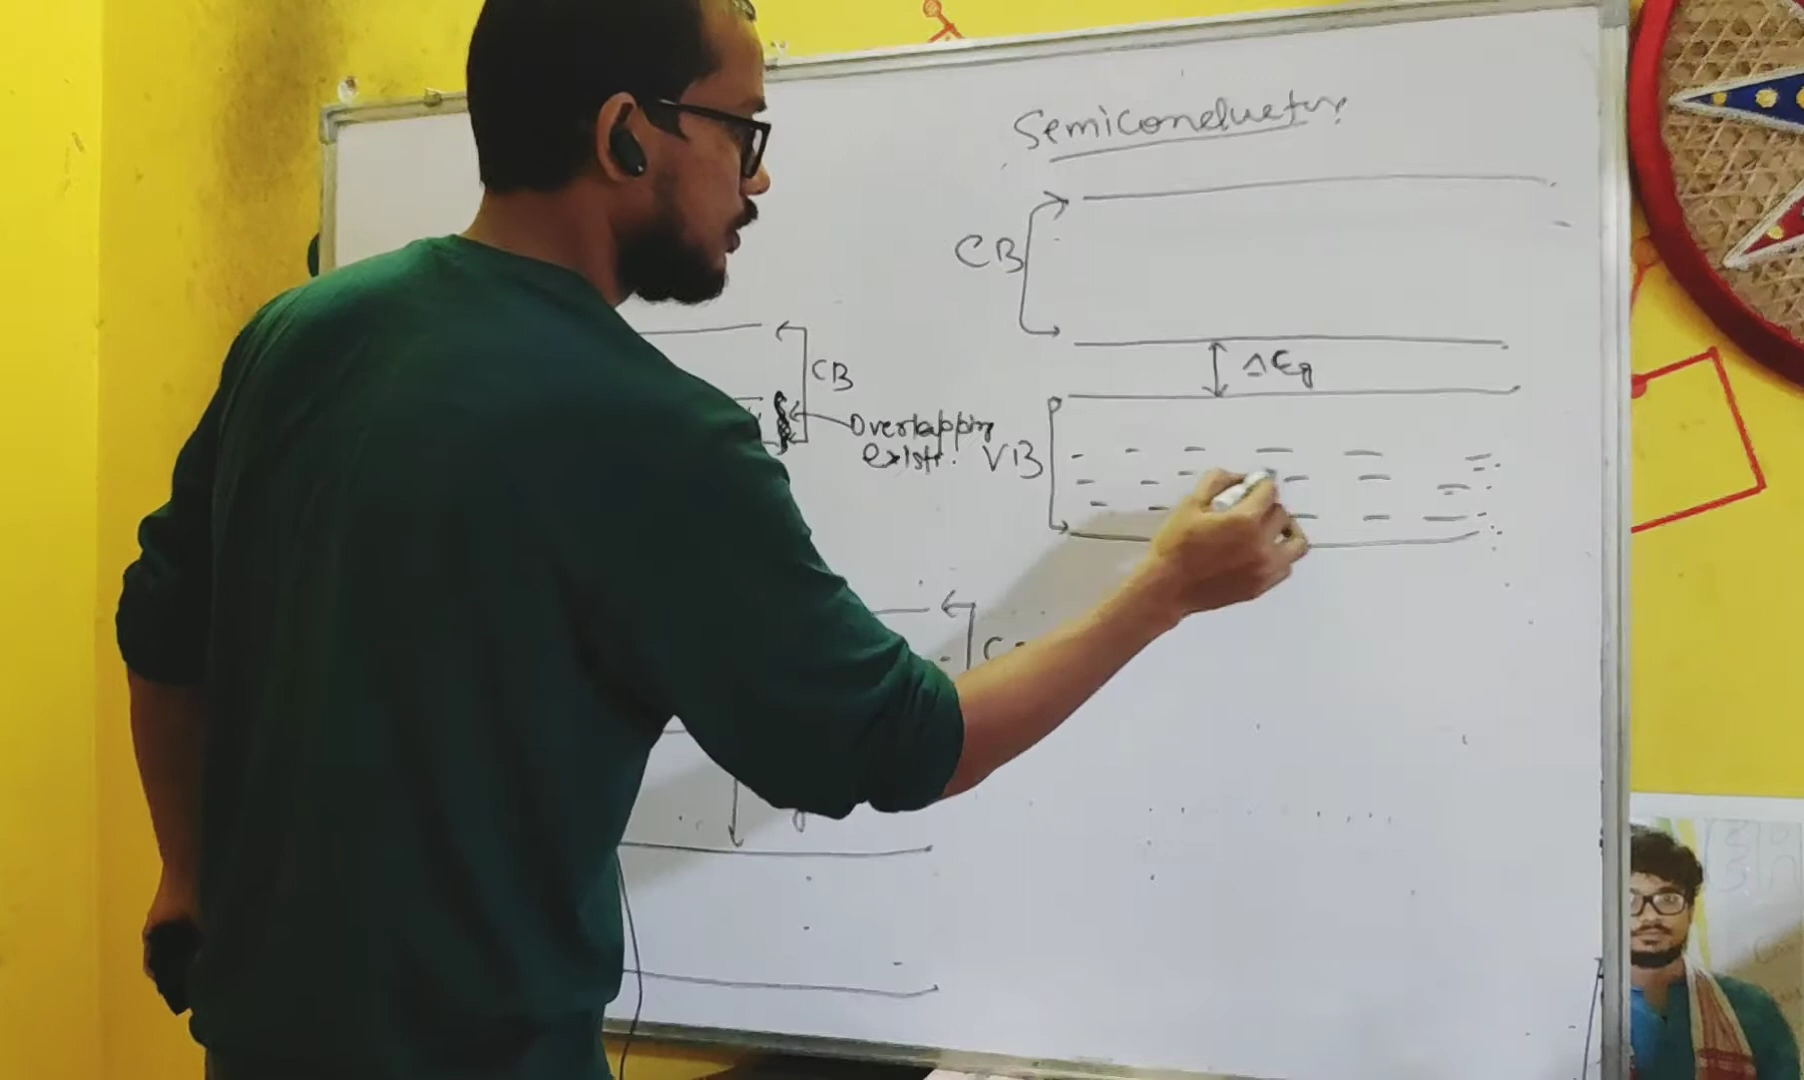 Semiconductor
CB
ΔEg
CB
Overlapping
exist.
VB